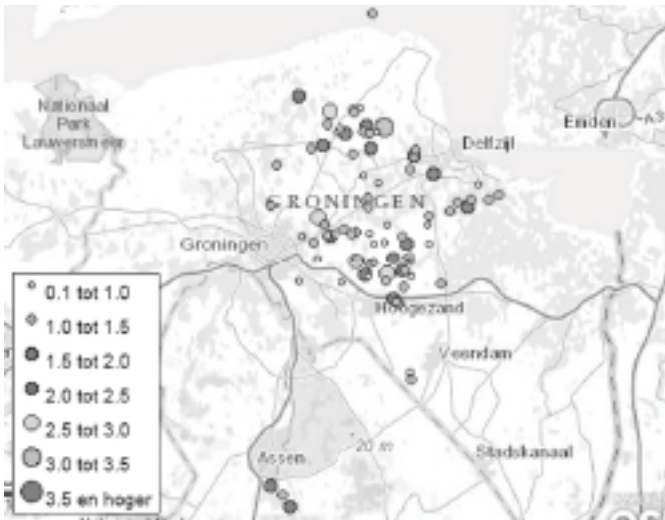 Nationaal
Park
Lauwersmeer
Emden
A3
Delfzijl
GRONINGEN
Groningen
Hoogezand
Veendam
Stadskanaal
20 m
Assen
0.1 tot 1.0
1.0 tot 1.5
1.5 tot 2.0
2.0 tot 2.5
2.5 tot 3.0
3.0 tot 3.5
3.5 en hoger